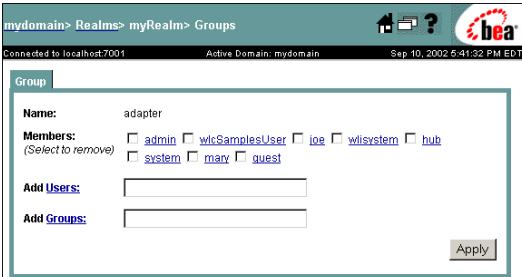 mydomain> Realms> myRealm> Groups
? bea
Connected to localhost:7001 Active Domain: mydomain Sep 10, 2002 5:41:32 PM EDT
Group
Name: adapter
Members: admin wlcSamplesUser joe wlisystem hub
(Select to remove) system mary guest
Add Users:
Add Groups:
Apply